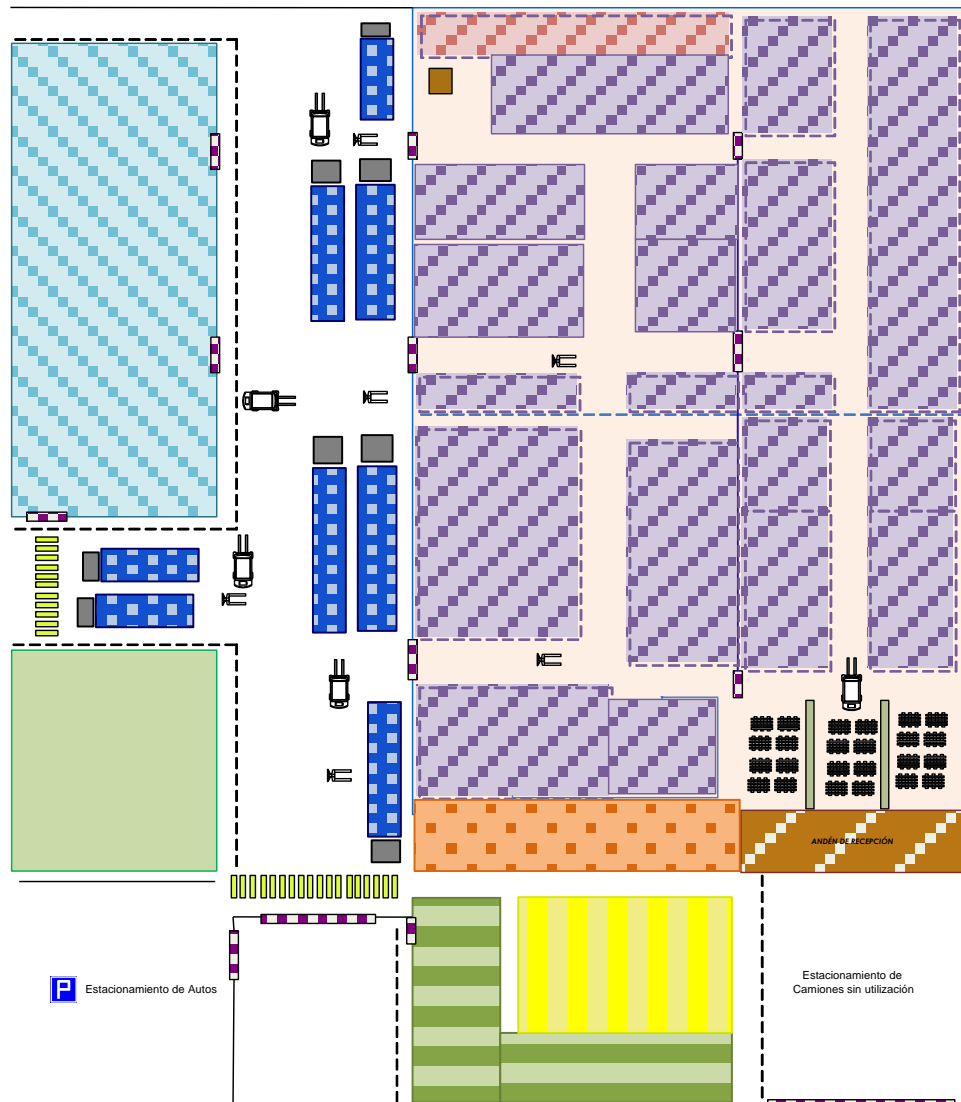 ANDÉN DE RECEPCIÓN
P
Estacionamiento de Autos
Estacionamiento de
Camiones sin utilización